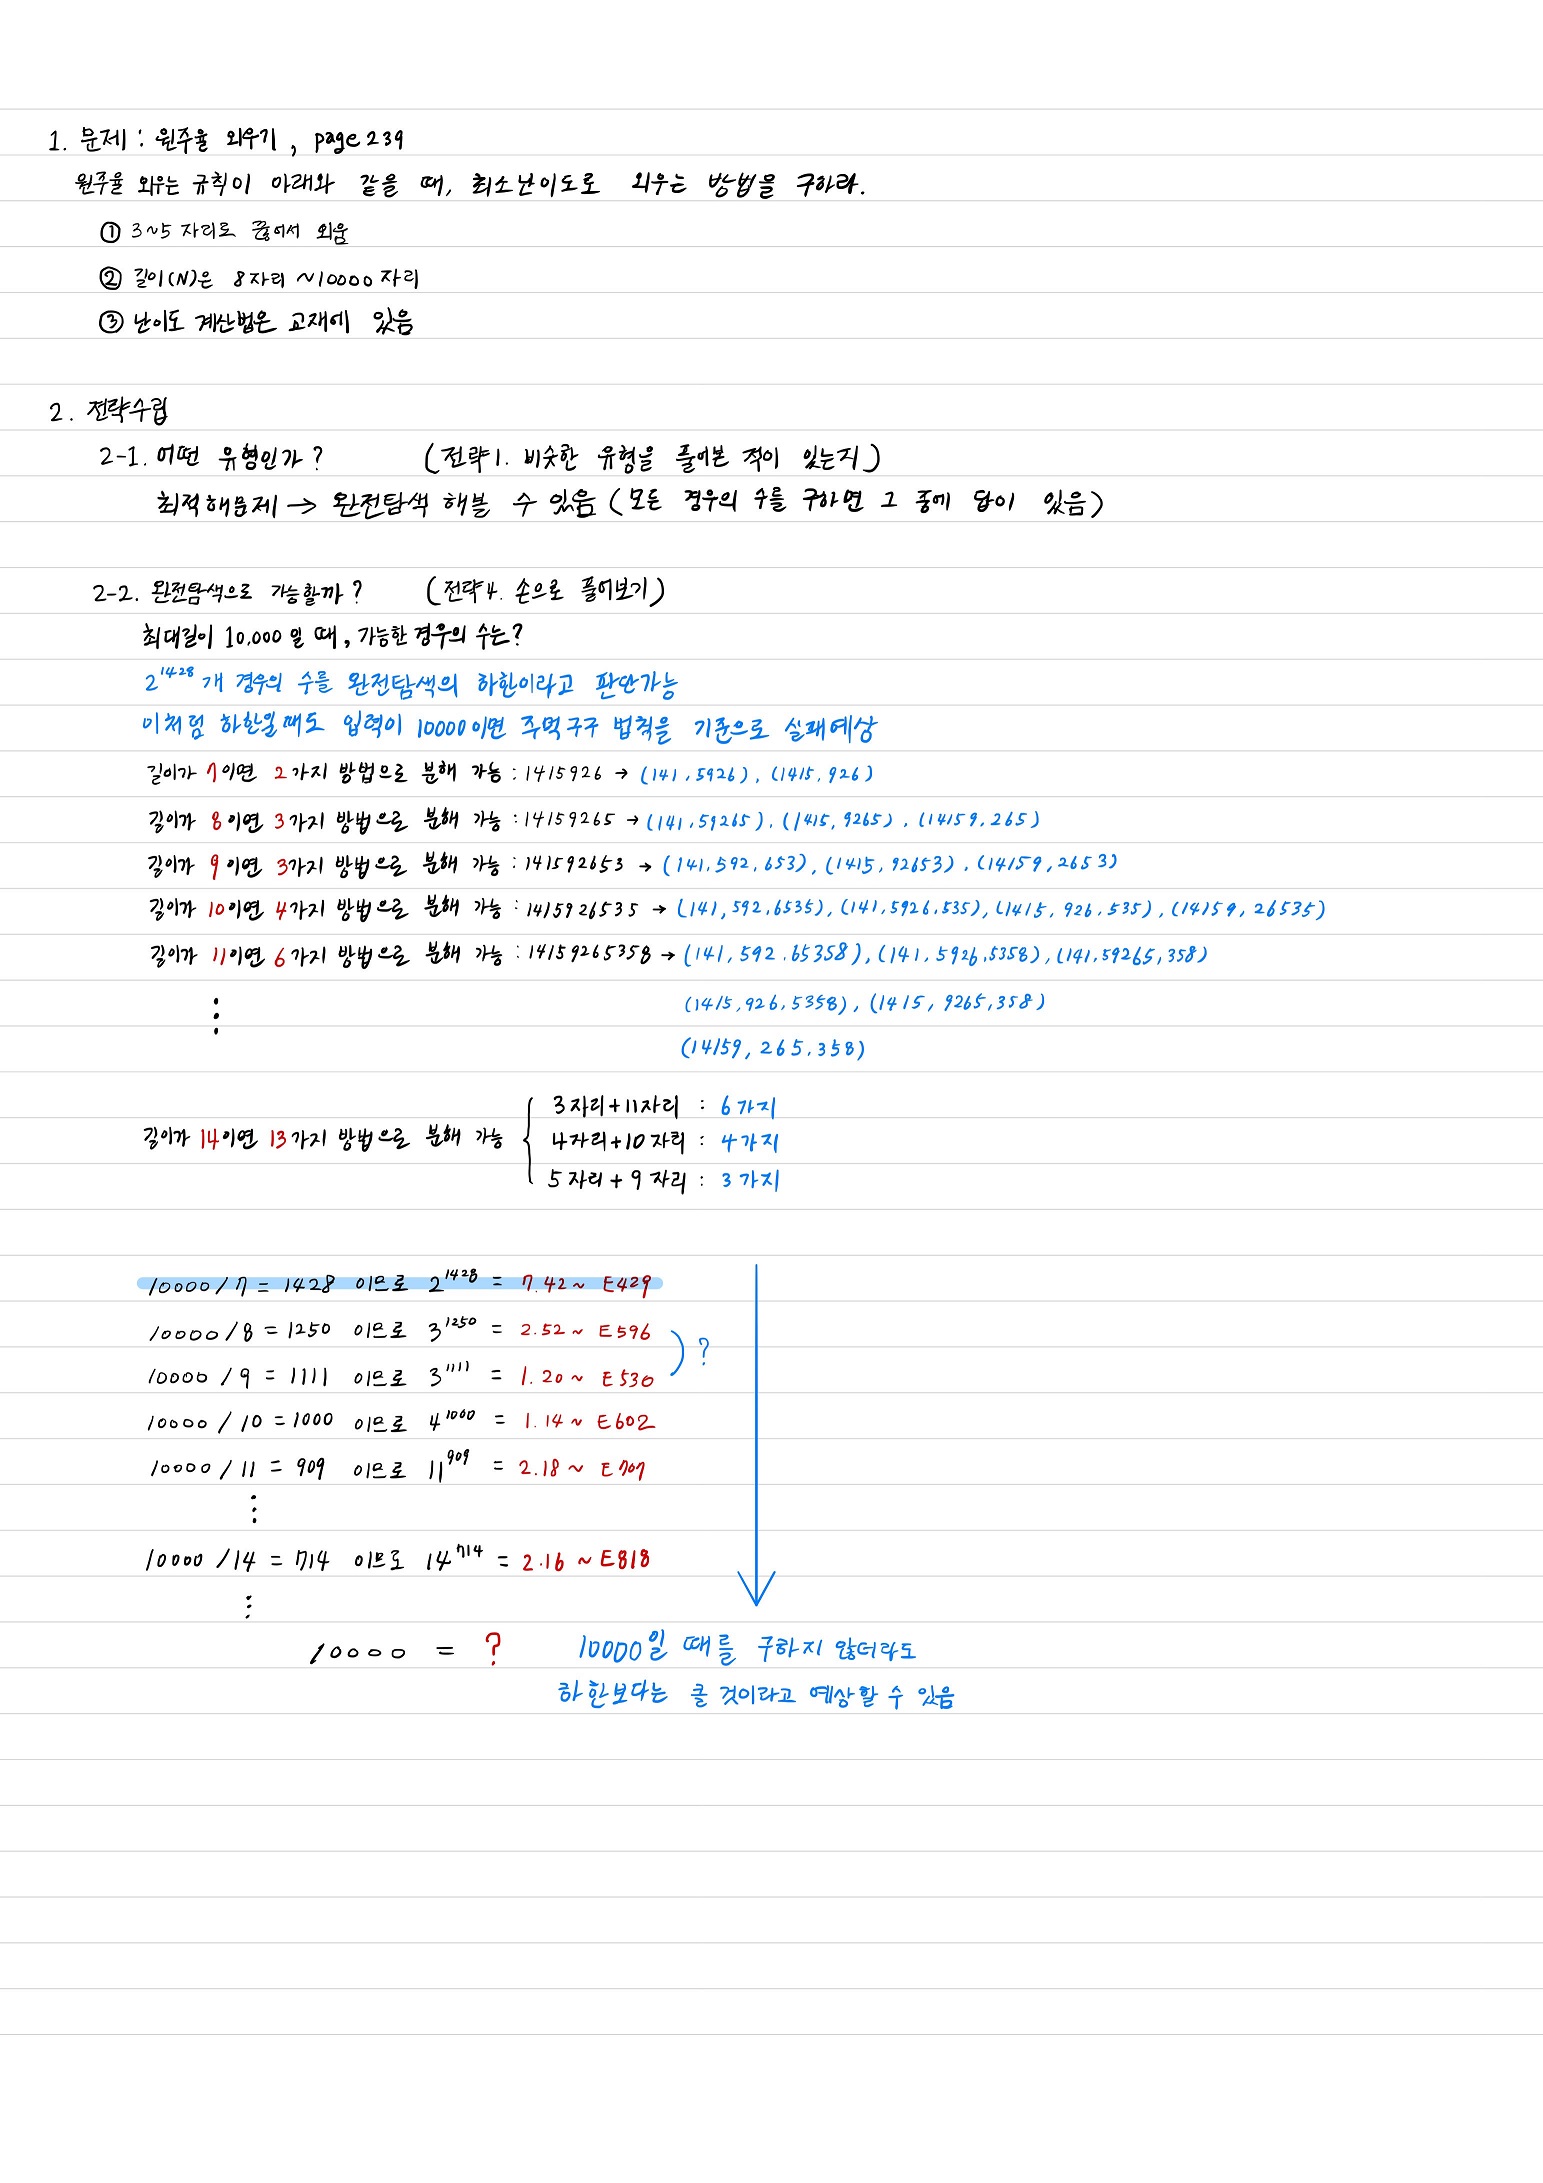 1. 문제 : 원주율 외우기, page 239
원주율 외우는 규칙이 아래와 같을 때, 최소난이도로 외우는 방법을 구하라.
① 3~5 자리로 끊어서 외움
② 길이(N)은 8자리 ~10000자리
③ 난이도 계산법은 교재에 있음
2. 전략수립
2-1. 어떤 유형인가? (전략1. 비슷한 유형을 풀어본 적이 있는지)
최적해문제 → 완전탐색 해볼 수 있음 (모든 경우의 수를 구하면 그 중에 답이 있음)
2-2. 완전탐색으로 가능할까? (전략4. 손으로 풀어보기)
최대길이 10,000일 때, 가능한 경우의 수는?
2^1428 개 경우의 수를 완전탐색의 하한이라고 판단가능
이처럼 하한일때도 입력이 10000이면 주먹구구 법칙을 기준으로 실패예상
길이가 7이면 2가지 방법으로 분해 가능 : 1415926 → (141, 5926), (1415, 926)
길이가 8이면 3가지 방법으로 분해 가능 : 14159265 → (141, 59265), (1415, 9265), (14159, 265)
길이가 9이면 3가지 방법으로 분해 가능 : 141592653 → (141, 592, 653), (1415, 92653), (14159, 2653)
길이가 10이면 4가지 방법으로 분해 가능 : 1415926535 → (141, 592, 6535), (141, 5926, 535), (1415, 926, 535), (14159, 26535)
길이가 11이면 6가지 방법으로 분해 가능 : 14159265358 → (141, 592, 65358), (141, 5926, 5358), (141, 59265, 358)
(1415, 926, 5358), (1415, 9265, 358)
(14159, 265, 358)
길이가 14이면 13가지 방법으로 분해 가능
3자리+11자리 : 6가지
4자리+10자리 : 4가지
5자리+9자리 : 3가지
10000/7 = 1428 이므로 2^1428 = 7.42~ E429
10000/8 = 1250 이므로 3^1250 = 2.52~ E596
) ?
10000/9 = 1111 이므로 3^1111 = 1.20~ E530
10000/10 = 1000 이므로 4^1000 = 1.14~ E602
10000/11 = 909 이므로 11^909 = 2.18~ E707
10000/14 = 714 이므로 14^714 = 2.16 ~E818
10000 = ? 10000일 때를 구하지 않더라도
하한보다는 클 것이라고 예상할 수 있음